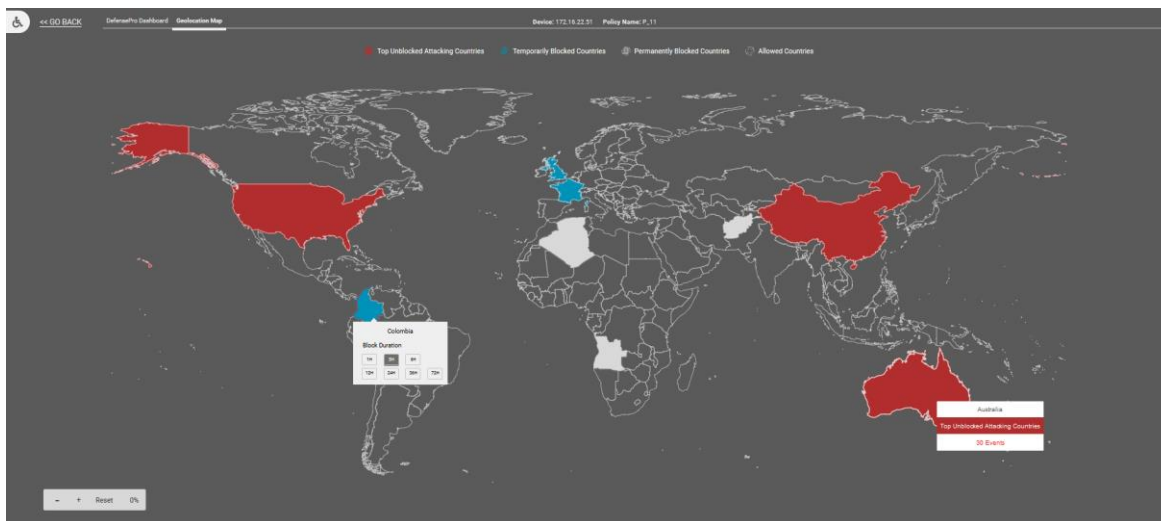 << GO BACK
DefensePro Dashboard Geolocation Map
Device: 172.16.22.51 Policy Name: P_11
Top Unblocked Attacking Countries Temporarily Blocked Countries Permanently Blocked Countries Allowed Countries
Colombia
Block Duration
1H 3H 6H
12H 24H 36H 72H
Australia
Top Unblocked Attacking Countries
30 Events
- + Reset 0%